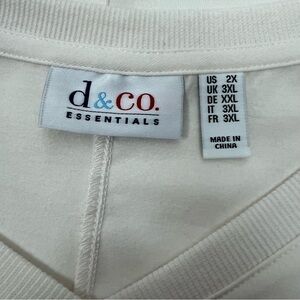 d&co.
ESSENTIALS
US 2X
UK 3XL
DE XXL
IT 3XL
FR 3XL
MADE IN
CHINA